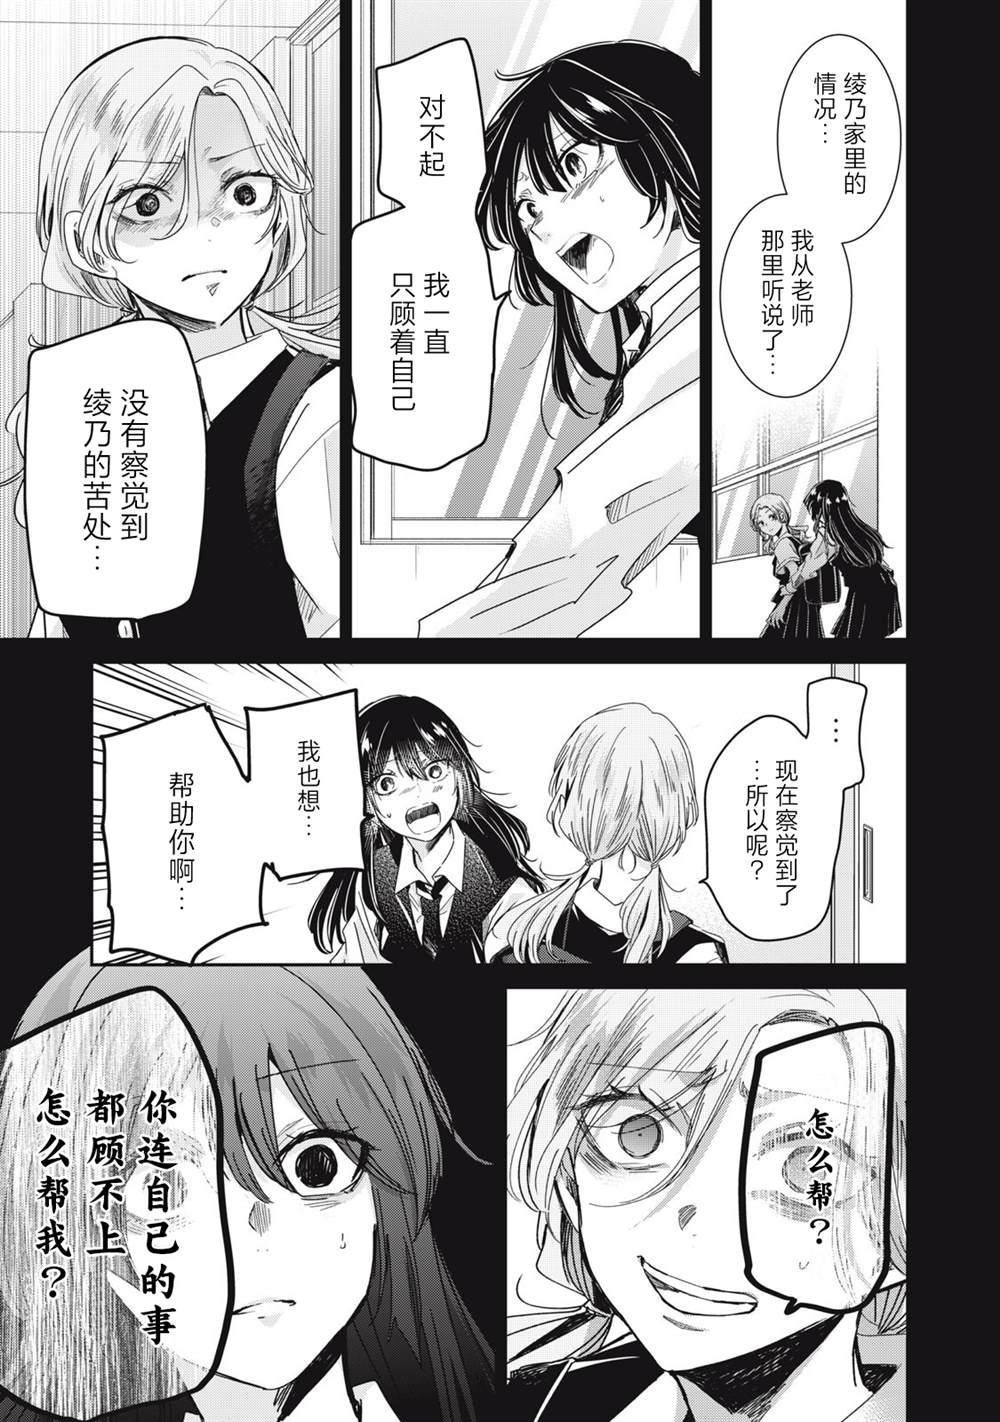 绫乃家里的
情况…
我从老师
那里听说了…
对不起
我一直
只顾着自己
没有察觉到
绫乃的苦处…
…
现在察觉到了
…所以呢？
我也想…
帮助你啊…
怎么帮？
你连自己的事
都顾不上
怎么帮我？